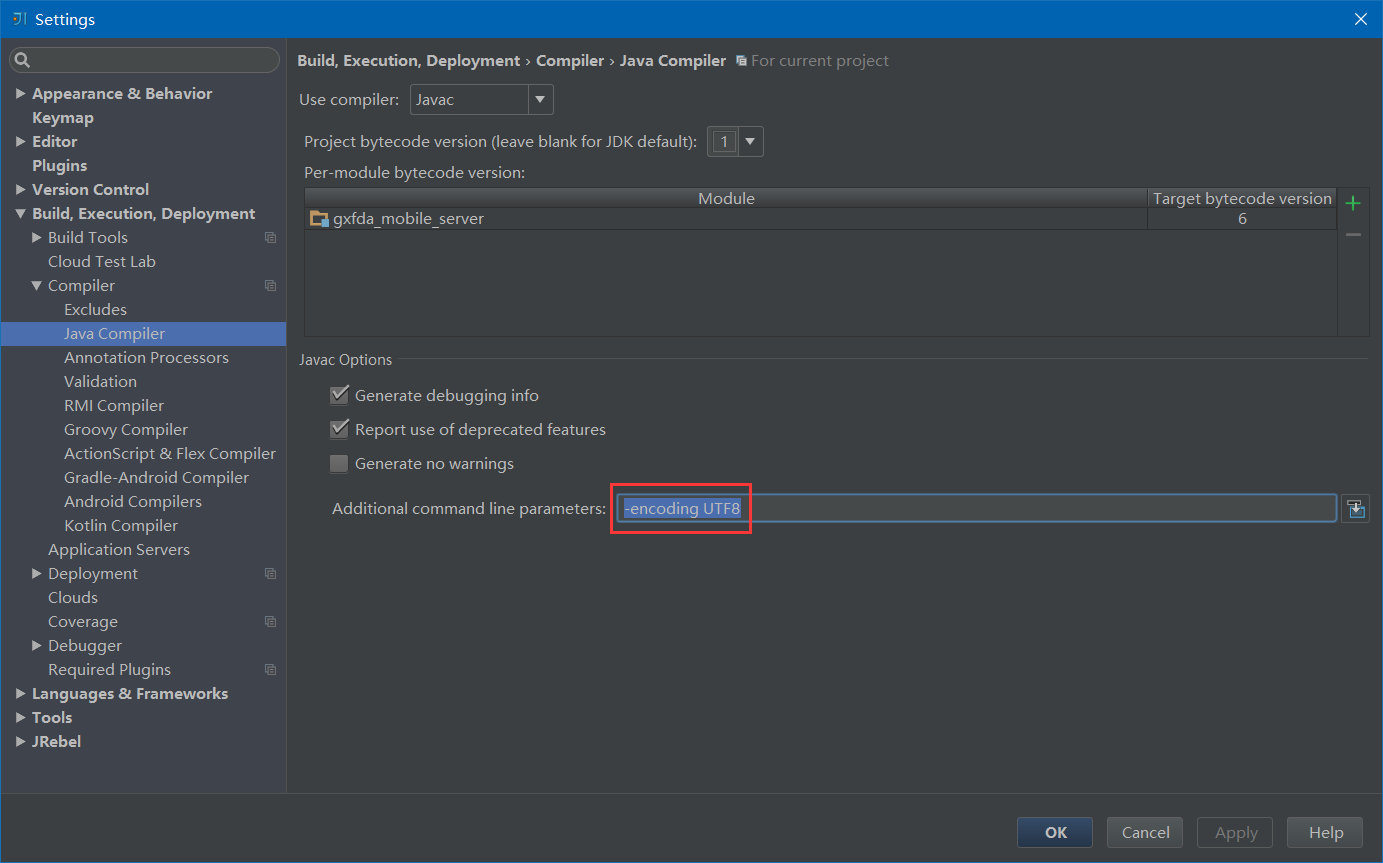 Settings
Appearance & Behavior
Keymap
Editor
Plugins
Version Control
Build, Execution, Deployment
Build Tools
Cloud Test Lab
Compiler
Excludes
Java Compiler
Annotation Processors
Validation
RMI Compiler
Groovy Compiler
ActionScript & Flex Compiler
Gradle-Android Compiler
Android Compilers
Kotlin Compiler
Application Servers
Deployment
Clouds
Coverage
Debugger
Required Plugins
Languages & Frameworks
Tools
JRebel
Build, Execution, Deployment › Compiler › Java Compiler For current project
Use compiler: Javac
Project bytecode version (leave blank for JDK default): 1
Per-module bytecode version:
Module Target bytecode version
gxfda_mobile_server 6
Javac Options
Generate debugging info
Report use of deprecated features
Generate no warnings
Additional command line parameters: -encoding UTF8
OK Cancel Apply Help